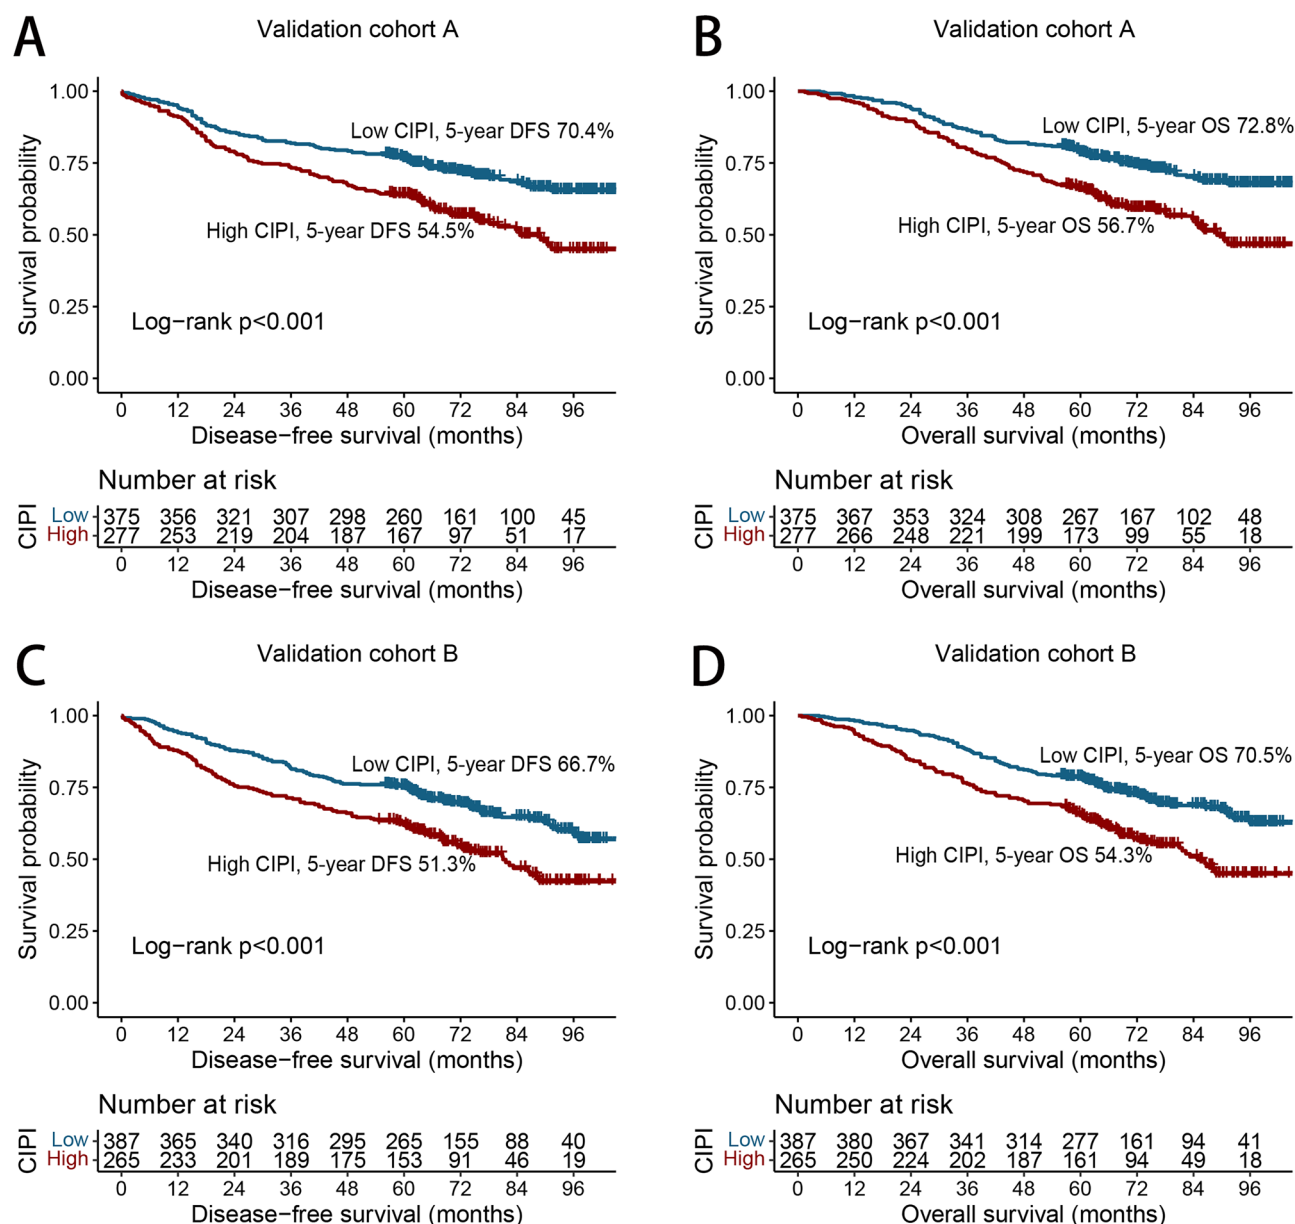 A
Validation cohort A
Survival probability
1.00
0.75
0.50
0.25
0.00
Low CIPI, 5-year DFS 70.4%
High CIPI, 5-year DFS 54.5%
Log−rank p<0.001
0 12 24 36 48 60 72 84 96
Disease−free survival (months)
Number at risk
CIPI
Low 375 356 321 307 298 260 161 100 45
High 277 253 219 204 187 167 97 51 17
0 12 24 36 48 60 72 84 96
Disease−free survival (months)
B
Validation cohort A
Survival probability
1.00
0.75
0.50
0.25
0.00
Low CIPI, 5-year OS 72.8%
High CIPI, 5-year OS 56.7%
Log−rank p<0.001
0 12 24 36 48 60 72 84 96
Overall survival (months)
Number at risk
CIPI
Low 375 367 353 324 308 267 167 102 48
High 277 266 248 221 199 173 99 55 18
0 12 24 36 48 60 72 84 96
Overall survival (months)
C
Validation cohort B
Survival probability
1.00
0.75
0.50
0.25
0.00
Low CIPI, 5-year DFS 66.7%
High CIPI, 5-year DFS 51.3%
Log−rank p<0.001
0 12 24 36 48 60 72 84 96
Disease−free survival (months)
Number at risk
CIPI
Low 387 365 340 316 295 265 155 88 40
High 265 233 201 189 175 153 91 46 19
0 12 24 36 48 60 72 84 96
Disease−free survival (months)
D
Validation cohort B
Survival probability
1.00
0.75
0.50
0.25
0.00
Low CIPI, 5-year OS 70.5%
High CIPI, 5-year OS 54.3%
Log−rank p<0.001
0 12 24 36 48 60 72 84 96
Overall survival (months)
Number at risk
CIPI
Low 387 380 367 341 314 277 161 94 41
High 265 250 224 202 187 161 94 49 18
0 12 24 36 48 60 72 84 96
Overall survival (months)